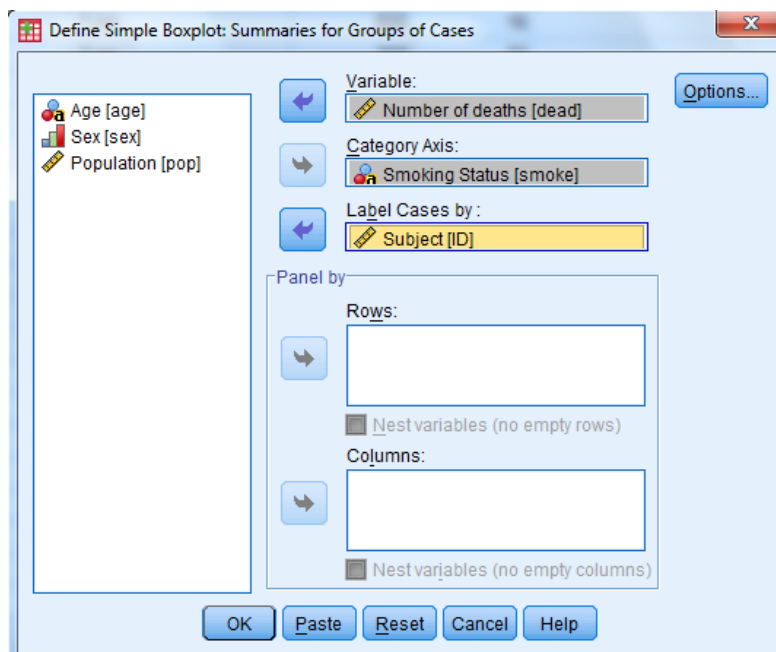 Define Simple Boxplot: Summaries for Groups of Cases
Age [age]
Sex [sex]
Population [pop]
Variable:
Number of deaths [dead]
Category Axis:
Smoking Status [smoke]
Label Cases by :
Subject [ID]
Options...
Panel by
Rows:
Nest variables (no empty rows)
Columns:
Nest variables (no empty columns)
OK Paste Reset Cancel Help